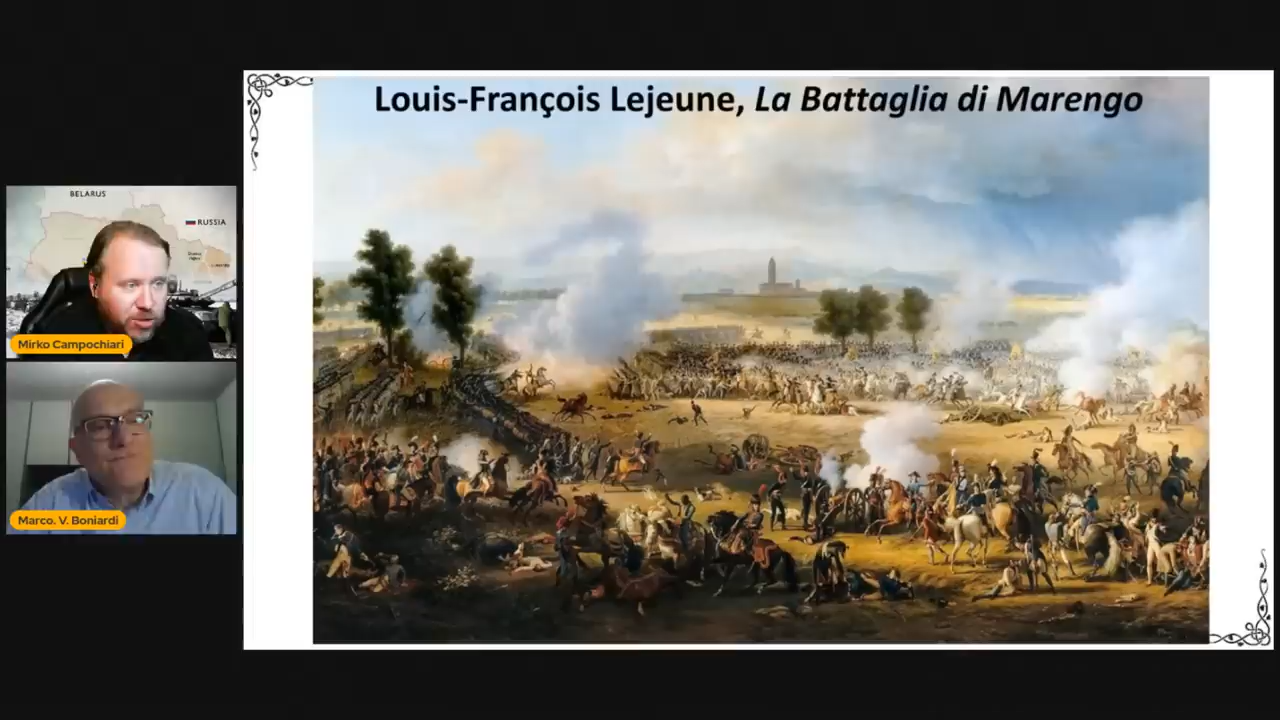 Louis-François Lejeune, La Battaglia di Marengo
BELARUS
RUSSIA
Mirko Campochiari
Marco. V. Boniardi